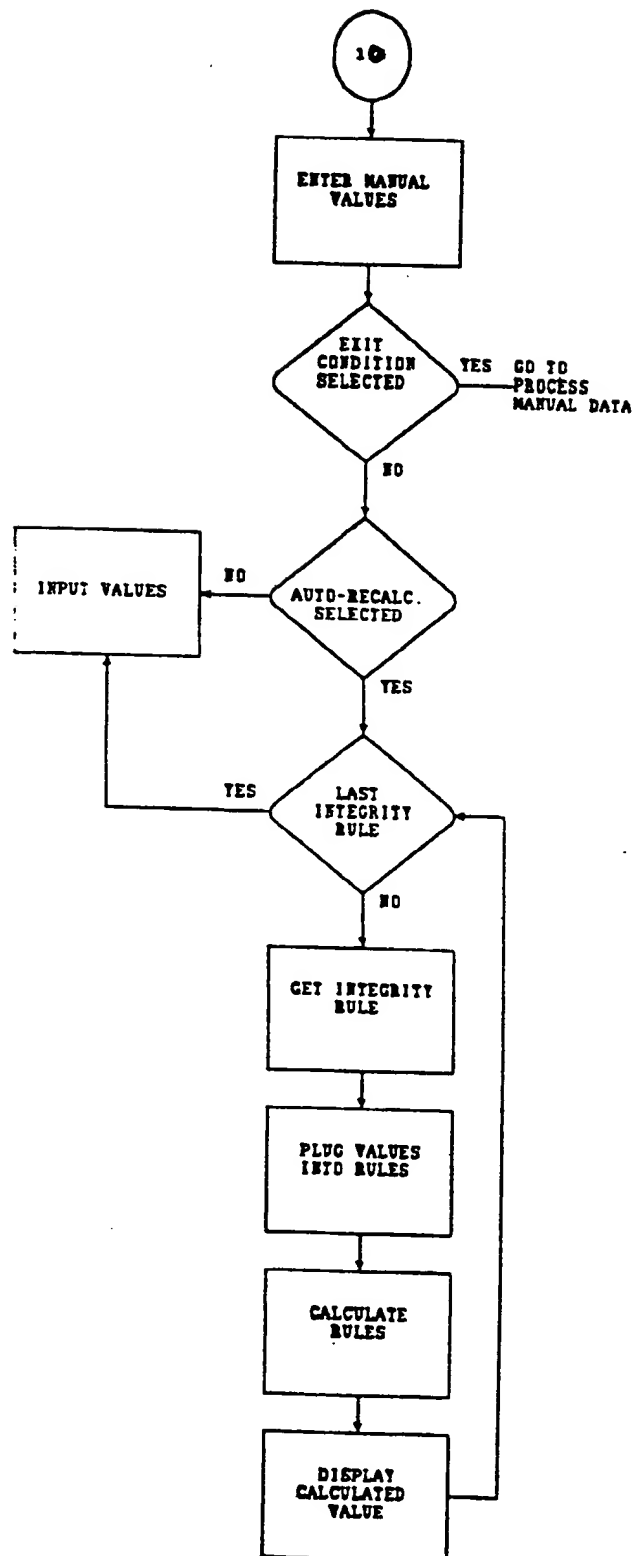 ENTER MANUAL
VALUES
EXIT
CONDITION
SELECTED
YES GO TO
PROCESS
MANUAL DATA
NO
INPUT VALUES
NO
AUTO-RECALC.
SELECTED
YES
YES
LAST
INTEGRITY
RULE
NO
GET INTEGRITY
RULE
PLUG VALUES
INTO RULES
CALCULATE
RULES
DISPLAY
CALCULATED
VALUE